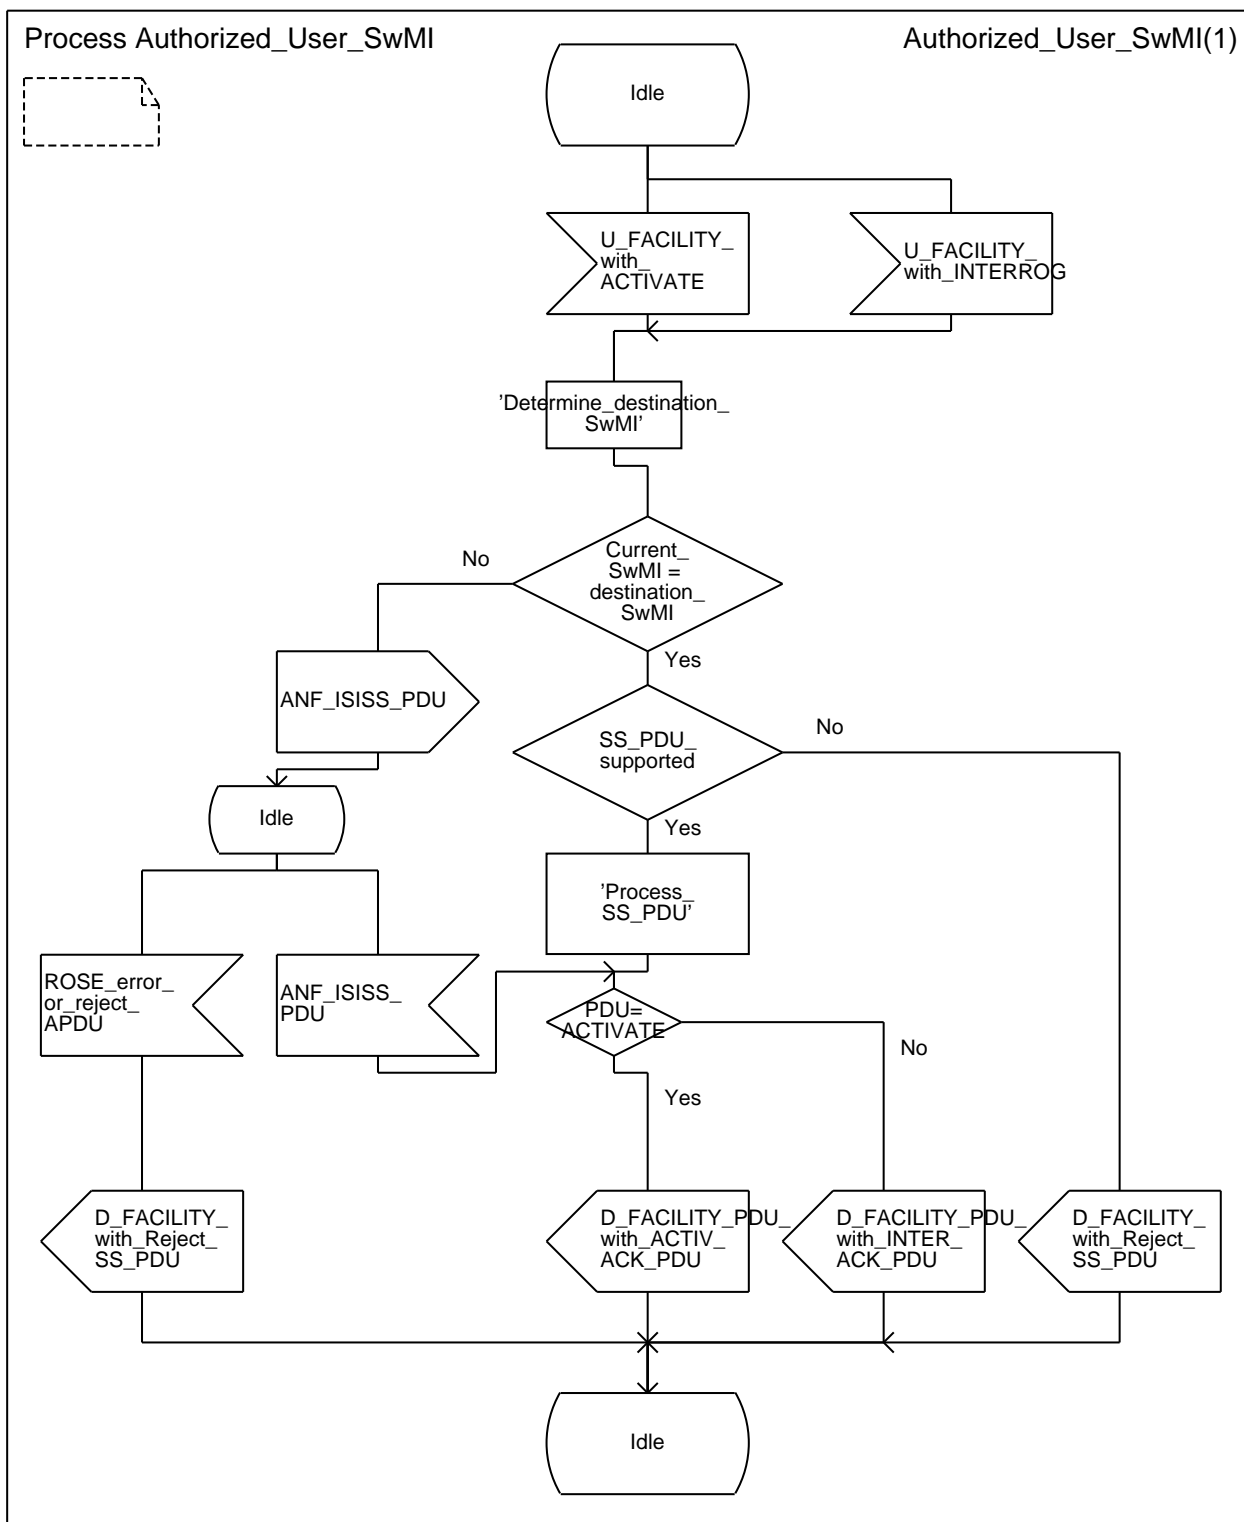 Process Authorized_User_SwMI
Authorized_User_SwMI(1)
Idle
U_FACILITY_
with_
ACTIVATE
U_FACILITY_
with_INTERROG
’Determine_destination_
SwMI’
Current_
SwMI =
destination_
SwMI
No
Yes
ANF_ISISS_PDU
SS_PDU_
supported
No
Yes
Idle
’Process_
SS_PDU’
ROSE_error_
or_reject_
APDU
ANF_ISISS_
PDU
PDU=
ACTIVATE
No
Yes
D_FACILITY_
with_Reject_
SS_PDU
D_FACILITY_PDU_
with_ACTIV_
ACK_PDU
D_FACILITY_PDU_
with_INTER_
ACK_PDU
D_FACILITY_
with_Reject_
SS_PDU
Idle